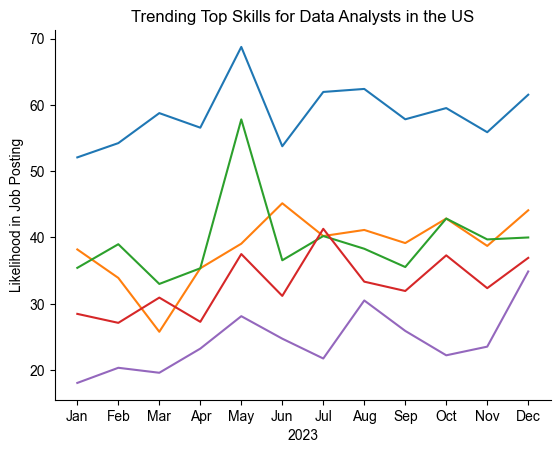 Trending Top Skills for Data Analysts in the US
Likelihood in Job Posting
70
60
50
40
30
20
Jan Feb Mar Apr May Jun Jul Aug Sep Oct Nov Dec
2023